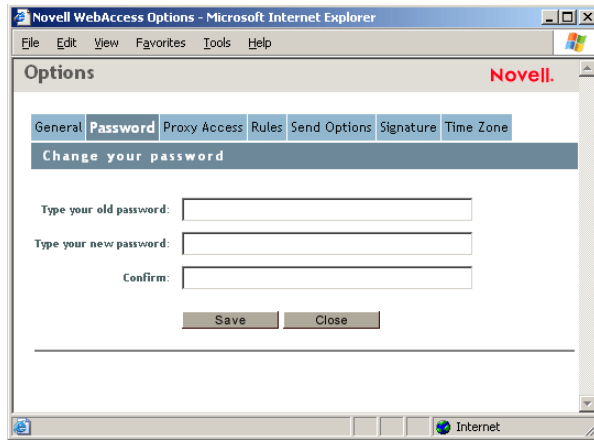 Novell WebAccess Options - Microsoft Internet Explorer
File Edit View Favorites Tools Help
Options
Novell.
General Password Proxy Access Rules Send Options Signature Time Zone
Change your password
Type your old password:
Type your new password:
Confirm:
Save Close
Internet